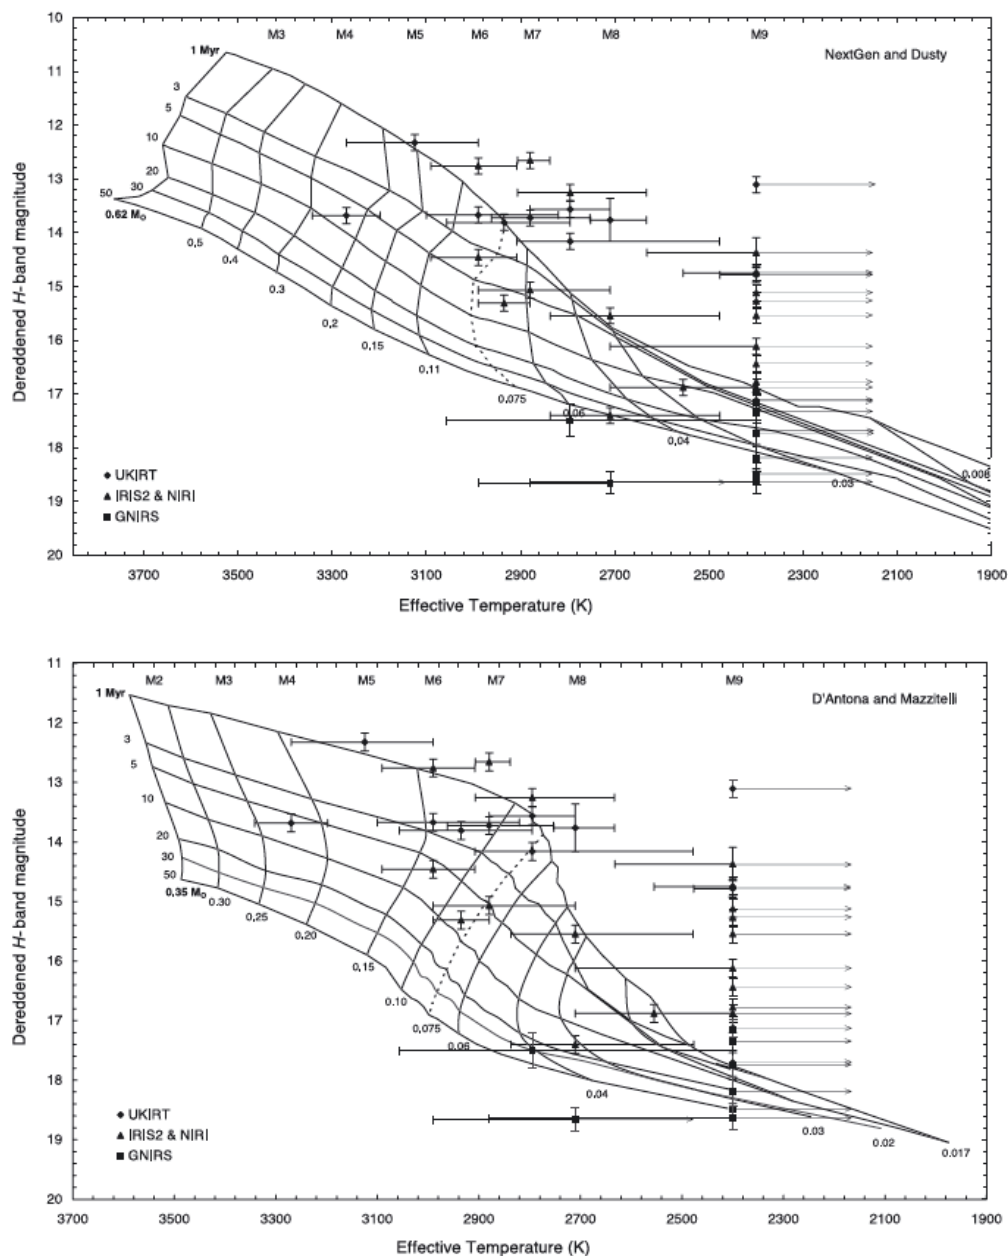 10
11
12
13
14
15
16
17
18
19
20
Dereddened H-band magnitude
M3 M4 M5 M6 M7 M8 M9
NextGen and Dusty
1 Myr
3
5
10
20
30
50
0.62 M⊙
0.5
0.4
0.3
0.2
0.15
0.11
0.075
0.06
0.04
0.03
0.008
UKIRT
IRIS2 & NIRI
GNIRS
3700 3500 3300 3100 2900 2700 2500 2300 2100 1900
Effective Temperature (K)
11
12
13
14
15
16
17
18
19
20
Dereddened H-band magnitude
M2 M3 M4 M5 M6 M7 M8 M9
D'Antona and Mazzitelli
1 Myr
3
5
10
20
30
50
0.35 M⊙
0.30
0.25
0.20
0.15
0.10
0.075
0.06
0.04
0.03
0.02
0.017
UKIRT
IRIS2 & NIRI
GNIRS
3700 3500 3300 3100 2900 2700 2500 2300 2100 1900
Effective Temperature (K)